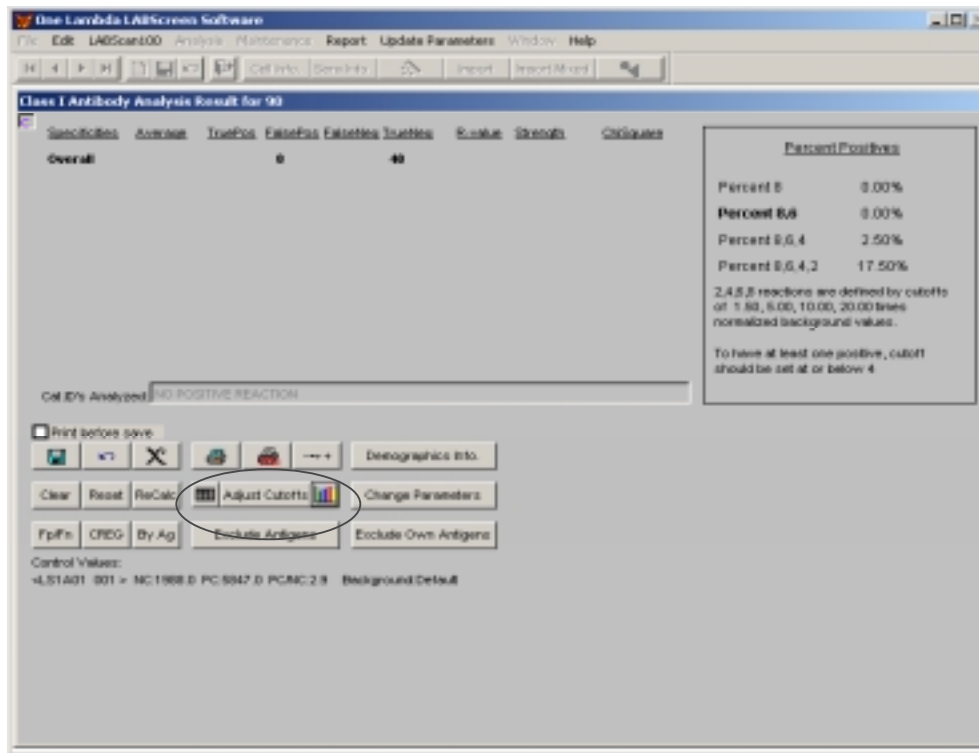 One Lambda LABScreen Software
File Edit LABScan100 Analysis Maintenance Report Update Parameters Window Help
Cell Info. Sera Info Import Import Mixed
Class I Antibody Analysis Result for 90
Specificities Average TruePos FalsePos FalseNeg TrueNeg R-value Strength ChiSquare
Overall 0 40
Percent Positives
Percent 8 0.00%
Percent 8,6 0.00%
Percent 8,6,4 2.50%
Percent 8,6,4,2 17.50%
2,4,6,8 reactions are defined by cutoffs
of 1.50, 5.00, 10.00, 20.00 times
normalized background values.
To have at least one positive, cutoff
should be set at or below 4
Cell ID's Analyzed: NO POSITIVE REACTION
Print before save
Demographics Info.
Clear Reset ReCalc Adjust Cutoffs Change Parameters
Fp/Fn CREG By Ag Exclude Antigens Exclude Own Antigens
Control Values:
<LS1A01 001 > NC:1988.0 PC:5847.0 PC/NC:2.9 Background:Default